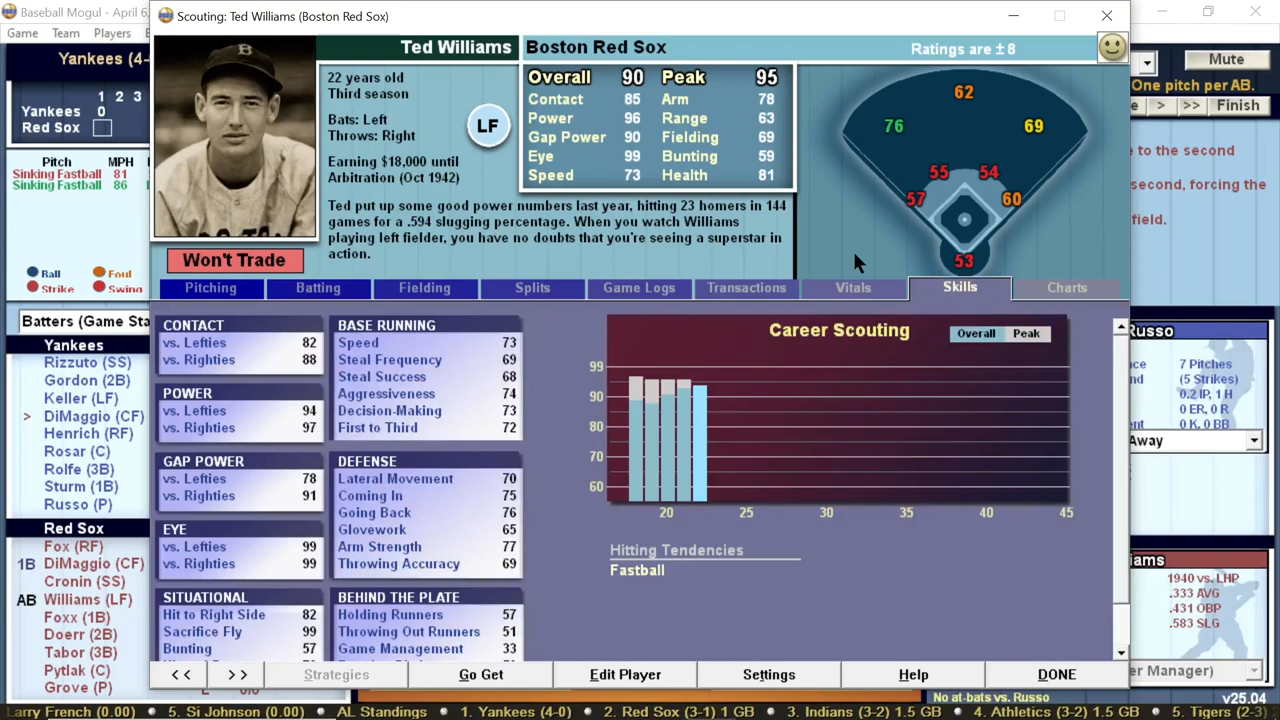 Baseball Mogul - April 6,
Scouting: Ted Williams (Boston Red Sox)
Game Team Players
Yankees (4-
1 2 3
Yankees 0
Red Sox
Pitch MPH
Sinking Fastball 81
Sinking Fastball 86
Ball Foul
Strike Swing
Batters (Game Sta
Yankees
Rizzuto (SS)
Gordon (2B)
Keller (LF)
> DiMaggio (CF)
Henrich (RF)
Rosar (C)
Rolfe (3B)
Sturm (1B)
Russo (P)
Red Sox
Fox (RF)
1B DiMaggio (CF)
Cronin (SS)
AB Williams (LF)
Foxx (1B)
Doerr (2B)
Tabor (3B)
Pytlak (C)
Grove (P)
Ted Williams
Boston Red Sox
Ratings are ± 8
22 years old
Third season
Bats: Left
Throws: Right
Earning $18,000 until
Arbitration (Oct 1942)
LF
Overall 90 Peak 95
Contact 85 Arm 78
Power 96 Range 63
Gap Power 90 Fielding 69
Eye 99 Bunting 59
Speed 73 Health 81
Ted put up some good power numbers last year, hitting 23 homers in 144
games for a .594 slugging percentage. When you watch Williams
playing left fielder, you have no doubts that you're seeing a superstar in
action.
62
76 69
55 54
57 60
53
Won't Trade
Pitching Batting Fielding Splits Game Logs Transactions Vitals Skills Charts
CONTACT
vs. Lefties 82
vs. Righties 88
POWER
vs. Lefties 94
vs. Righties 97
GAP POWER
vs. Lefties 78
vs. Righties 91
EYE
vs. Lefties 99
vs. Righties 99
SITUATIONAL
Hit to Right Side 82
Sacrifice Fly 99
Bunting 57
BASE RUNNING
Speed 73
Steal Frequency 69
Steal Success 68
Aggressiveness 74
Decision-Making 73
First to Third 72
DEFENSE
Lateral Movement 70
Coming In 75
Going Back 76
Glovework 65
Arm Strength 77
Throwing Accuracy 69
BEHIND THE PLATE
Holding Runners 57
Throwing Out Runners 51
Game Management 33
Career Scouting
Overall Peak
99
90
80
70
60
20 25 30 35 40 45
Hitting Tendencies
Fastball
<< >> Strategies Go Get Edit Player Settings Help DONE
Mute
One pitch per AB.
e > >> Finish
e to the second
second, forcing the
field.
Russo
7 Pitches
(5 Strikes)
0.2 IP, 1 H
0 ER, 0 R
0 K, 0 BB
Away
iams
1940 vs. LHP
.333 AVG
.431 OBP
.583 SLG
er Manager)
No at-bats vs. Russo
v25.04
Larry French (0.00) • 5. Si Johnson (0.00) • AL Standings • 1. Yankees (4-0) • 2. Red Sox (3-1) 1 GB • 3. Indians (3-2) 1.5 GB • 4. Athletics (3-2) 1.5 GB • 5. Tigers (2-3)